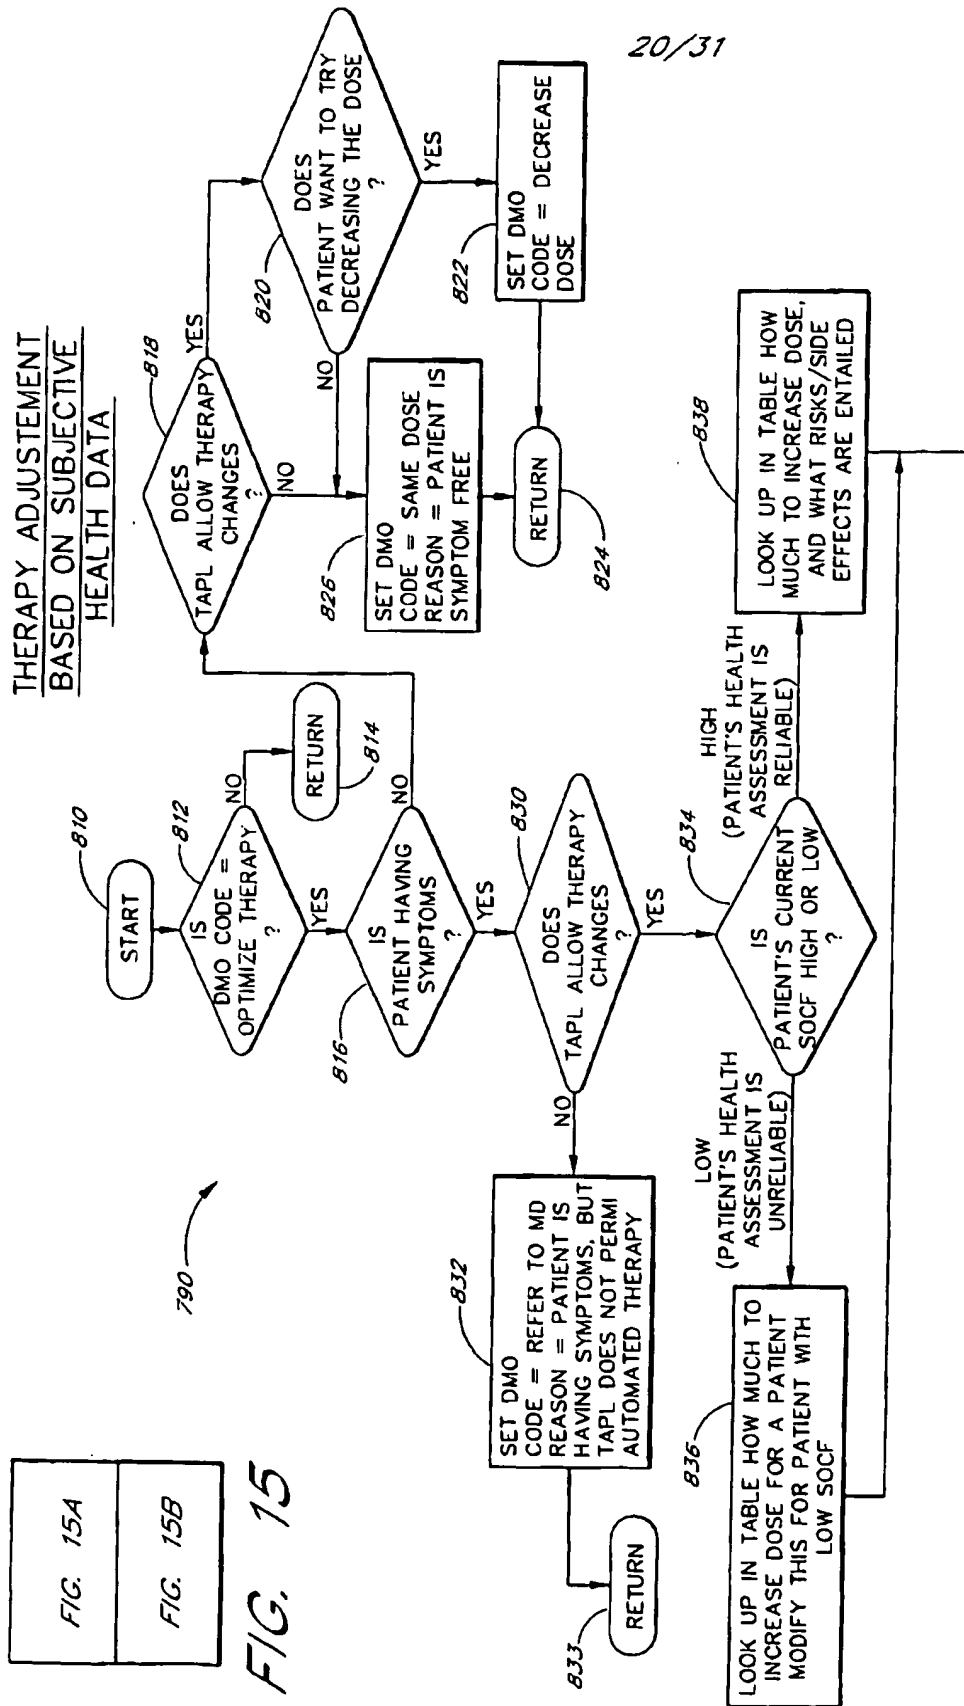 20/31
THERAPY ADJUSTEMENT
BASED ON SUBJECTIVE
HEALTH DATA
790
810
START
812
IS
DMO CODE =
OPTIMIZE THERAPY
?
NO
RETURN
814
YES
816
IS
PATIENT HAVING
SYMPTOMS
?
NO
YES
818
DOES
TAPL ALLOW THERAPY
CHANGES
?
YES
NO
820
DOES
PATIENT WANT TO TRY
DECREASING THE DOSE
?
NO
YES
822
SET DMO
CODE = DECREASE
DOSE
826
SET DMO
CODE = SAME DOSE
REASON = PATIENT IS
SYMPTOM FREE
RETURN
824
830
DOES
TAPL ALLOW THERAPY
CHANGES
?
NO
YES
832
SET DMO
CODE = REFER TO MD
REASON = PATIENT IS
HAVING SYMPTOMS, BUT
TAPL DOES NOT PERMI
AUTOMATED THERAPY
833
RETURN
834
IS
PATIENT'S CURRENT
SOCF HIGH OR LOW
?
LOW
(PATIENT'S HEALTH
ASSESSMENT IS
UNRELIABLE)
HIGH
(PATIENT'S HEALTH
ASSESSMENT IS
RELIABLE)
836
LOOK UP IN TABLE HOW MUCH TO
INCREASE DOSE FOR A PATIENT
MODIFY THIS FOR PATIENT WITH
LOW SOCF
838
LOOK UP IN TABLE HOW
MUCH TO INCREASE DOSE,
AND WHAT RISKS/SIDE
EFFECTS ARE ENTAILED
FIG. 15A
FIG. 15B
FIG. 15